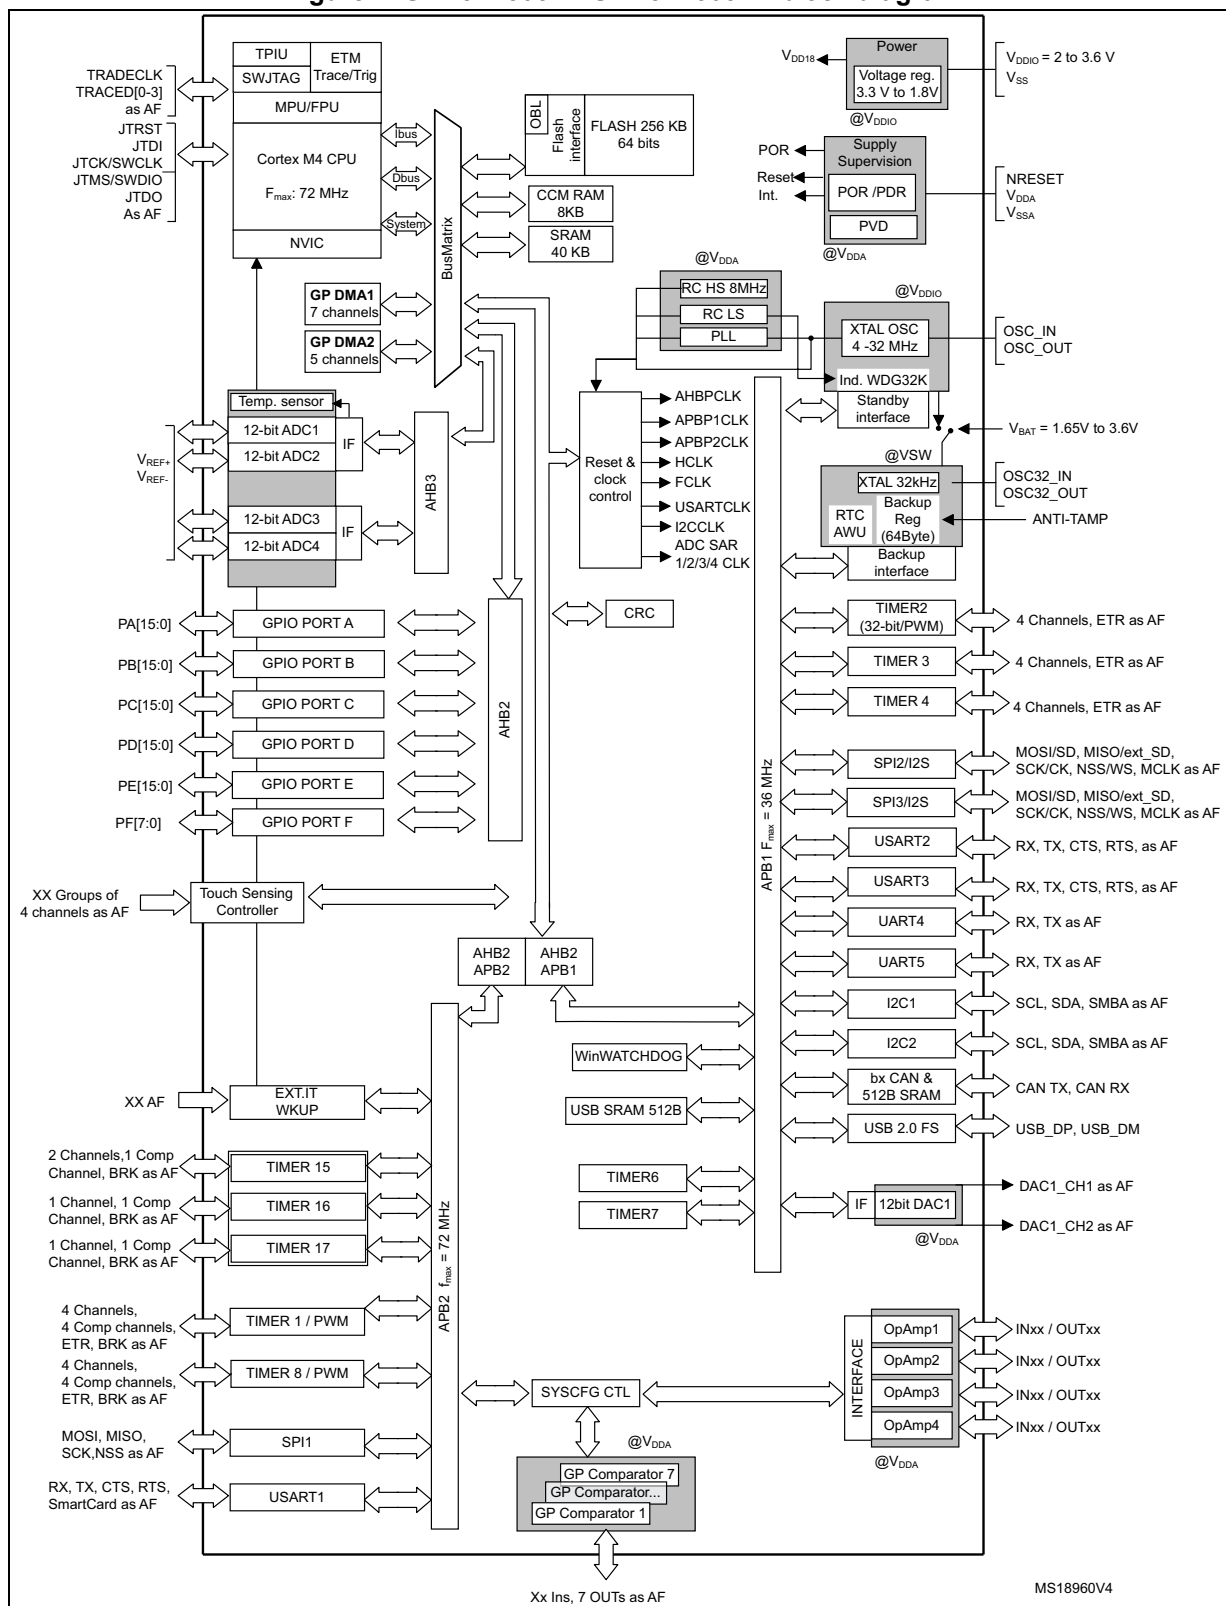 TPIU
ETM
Trace/Trig
SWJTAG
MPU/FPU
Cortex M4 CPU
Fmax: 72 MHz
NVIC
TRADECLK
TRACED[0-3]
as AF
JTRST
JTDI
JTCK/SWCLK
JTMS/SWDIO
JTDO
As AF
Ibus
Dbus
System
BusMatrix
OBL
Flash
interface
FLASH 256 KB
64 bits
CCM RAM
8KB
SRAM
40 KB
GP DMA1
7 channels
GP DMA2
5 channels
Power
Voltage reg.
3.3 V to 1.8V
@VDDIO
VDD18
VDDIO = 2 to 3.6 V
VSS
Supply
Supervision
POR /PDR
PVD
@VDDA
POR
Reset
Int.
NRESET
VDDA
VSSA
@VDDA
RC HS 8MHz
RC LS
PLL
@VDDIO
XTAL OSC
4 -32 MHz
Ind. WDG32K
Standby
interface
OSC_IN
OSC_OUT
VBAT = 1.65V to 3.6V
@VSW
XTAL 32kHz
RTC
AWU
Backup
Reg
(64Byte)
Backup
interface
OSC32_IN
OSC32_OUT
ANTI-TAMP
Reset &
clock
control
AHBPCLK
APBP1CLK
APBP2CLK
HCLK
FCLK
USARTCLK
I2CCLK
ADC SAR
1/2/3/4 CLK
Temp. sensor
12-bit ADC1
12-bit ADC2
IF
12-bit ADC3
12-bit ADC4
IF
VREF+
VREF-
AHB3
AHB2
CRC
PA[15:0]
GPIO PORT A
PB[15:0]
GPIO PORT B
PC[15:0]
GPIO PORT C
PD[15:0]
GPIO PORT D
PE[15:0]
GPIO PORT E
PF[7:0]
GPIO PORT F
XX Groups of
4 channels as AF
Touch Sensing
Controller
AHB2
APB2
AHB2
APB1
APB1 Fmax = 36 MHz
TIMER2
(32-bit/PWM)
4 Channels, ETR as AF
TIMER 3
4 Channels, ETR as AF
TIMER 4
4 Channels, ETR as AF
SPI2/I2S
MOSI/SD, MISO/ext_SD,
SCK/CK, NSS/WS, MCLK as AF
SPI3/I2S
MOSI/SD, MISO/ext_SD,
SCK/CK, NSS/WS, MCLK as AF
USART2
RX, TX, CTS, RTS, as AF
USART3
RX, TX, CTS, RTS, as AF
UART4
RX, TX as AF
UART5
RX, TX as AF
I2C1
SCL, SDA, SMBA as AF
I2C2
SCL, SDA, SMBA as AF
bx CAN &
512B SRAM
CAN TX, CAN RX
USB 2.0 FS
USB_DP, USB_DM
WinWATCHDOG
USB SRAM 512B
TIMER6
TIMER7
IF
12bit DAC1
@VDDA
DAC1_CH1 as AF
DAC1_CH2 as AF
XX AF
EXT.IT
WKUP
2 Channels,1 Comp
Channel, BRK as AF
TIMER 15
1 Channel, 1 Comp
Channel, BRK as AF
TIMER 16
1 Channel, 1 Comp
Channel, BRK as AF
TIMER 17
4 Channels,
4 Comp channels,
ETR, BRK as AF
TIMER 1 / PWM
4 Channels,
4 Comp channels,
ETR, BRK as AF
TIMER 8 / PWM
MOSI, MISO,
SCK,NSS as AF
SPI1
RX, TX, CTS, RTS,
SmartCard as AF
USART1
APB2 fmax = 72 MHz
SYSCFG CTL
@VDDA
GP Comparator 7
GP Comparator...
GP Comparator 1
Xx Ins, 7 OUTs as AF
INTERFACE
OpAmp1
INxx / OUTxx
OpAmp2
INxx / OUTxx
OpAmp3
INxx / OUTxx
OpAmp4
INxx / OUTxx
@VDDA
MS18960V4